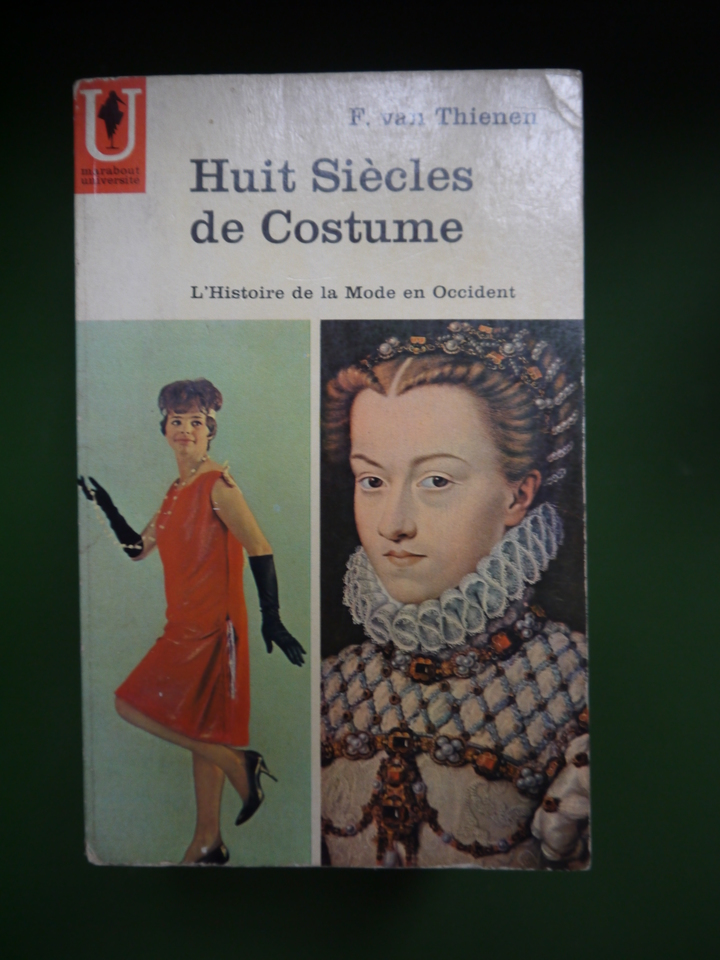 U
marabout
université
F. van Thienen
Huit Siècles
de Costume
L'Histoire de la Mode en Occident